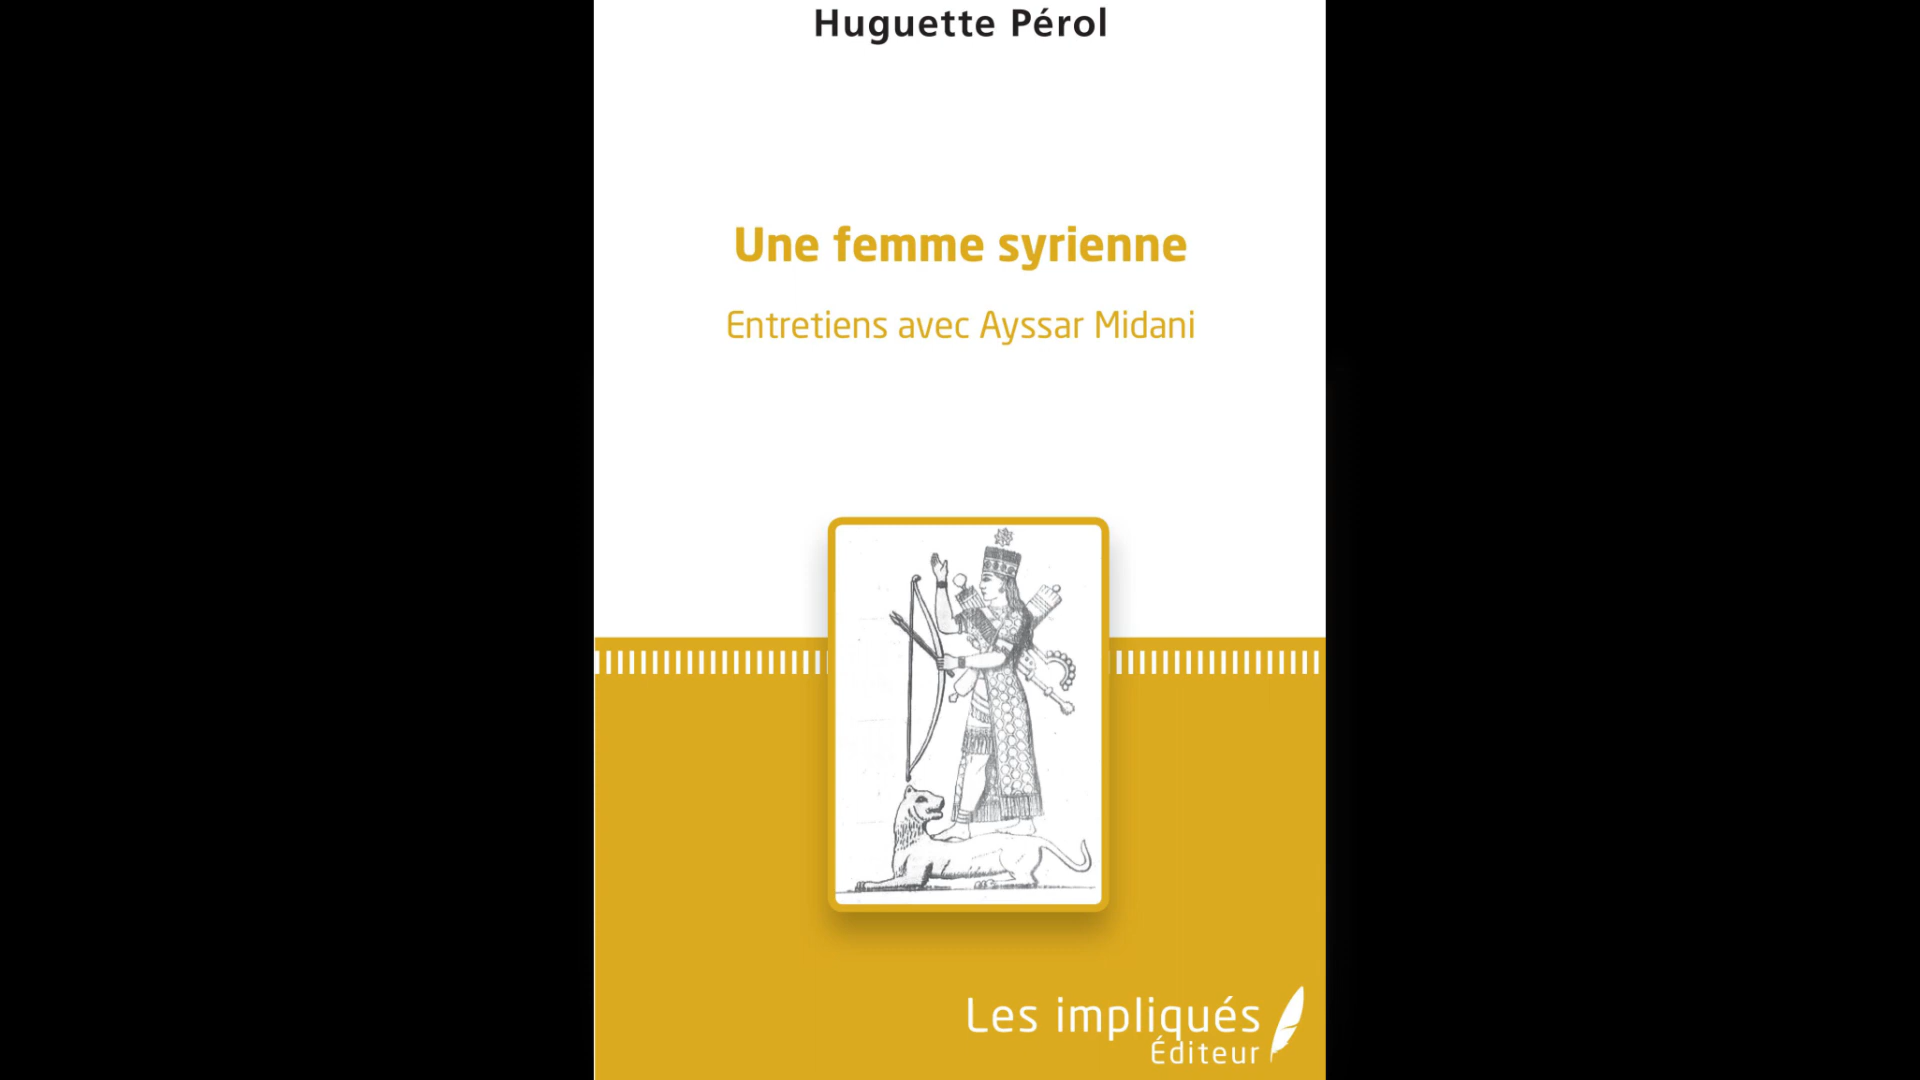 Huguette Pérol
Une femme syrienne
Entretiens avec Ayssar Midani
Les impliqués
Éditeur